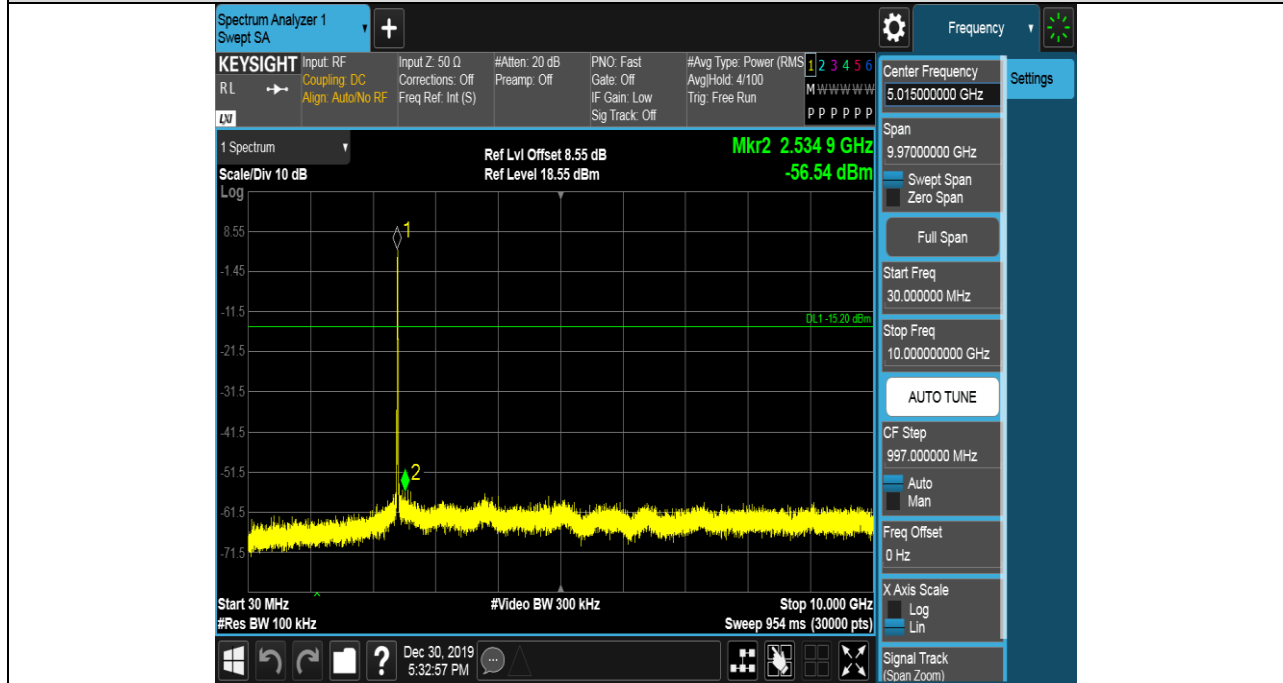 Spectrum Analyzer 1
Swept SA
Frequency
KEYSIGHT
RL
LXI
Input: RF
Coupling: DC
Align: Auto/No RF
Input Z: 50 Ω
Corrections: Off
Freq Ref: Int (S)
#Atten: 20 dB
Preamp: Off
PNO: Fast
Gate: Off
IF Gain: Low
Sig Track: Off
#Avg Type: Power (RMS
Avg|Hold: 4/100
Trig: Free Run
1 2 3 4 5 6
M W W W W W
P P P P P P
1 Spectrum
Scale/Div 10 dB
Log
Ref Lvl Offset 8.55 dB
Ref Level 18.55 dBm
Mkr2 2.534 9 GHz
-56.54 dBm
8.55
-1.45
-11.5
-21.5
-31.5
-41.5
-51.5
-61.5
-71.5
1
2
DL1 -15.20 dBm
Start 30 MHz
#Res BW 100 kHz
#Video BW 300 kHz
Stop 10.000 GHz
Sweep 954 ms (30000 pts)
Dec 30, 2019
5:32:57 PM
Center Frequency
5.015000000 GHz
Span
9.97000000 GHz
Swept Span
Zero Span
Full Span
Start Freq
30.000000 MHz
Stop Freq
10.000000000 GHz
AUTO TUNE
CF Step
997.000000 MHz
Auto
Man
Freq Offset
0 Hz
X Axis Scale
Log
Lin
Signal Track
(Span Zoom)
Settings